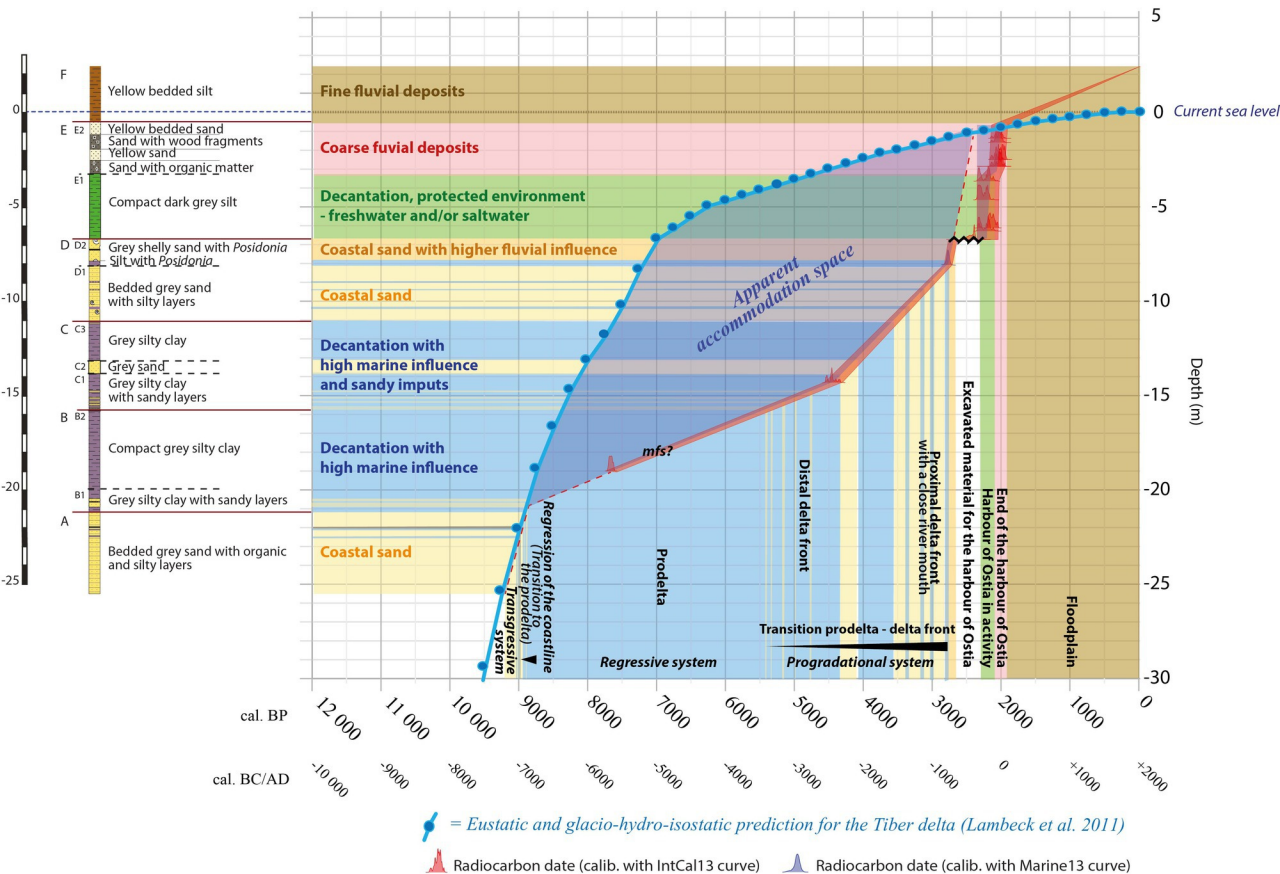 5
0
Current sea level
-5
-10
-15
-20
-25
-30
Depth (m)
0
-5
-10
-15
-20
-25
F
Yellow bedded silt
E
E2
Yellow bedded sand
Sand with wood fragments
Yellow sand
Sand with organic matter
E1
Compact dark grey silt
D
D2
Grey shelly sand with Posidonia
Silt with Posidonia
D1
Bedded grey sand
with silty layers
C
C3
Grey silty clay
C2
Grey sand
C1
Grey silty clay
with sandy layers
B
B2
Compact grey silty clay
B1
Grey silty clay with sandy layers
A
Bedded grey sand with organic
and silty layers
Fine fluvial deposits
Coarse fuvial deposits
Decantation, protected environment
- freshwater and/or saltwater
Coastal sand with higher fluvial influence
Coastal sand
Decantation with
high marine influence
and sandy imputs
Decantation with
high marine influence
Coastal sand
Apparent
accommodation space
mfs?
Transgressive
system
Regression of the coastline
(Transition to
the prodelta)
Prodelta
Distal delta front
Proximal delta front
with a close river mouth
Excavated material for the harbour of Ostia
Harbour of Ostia in activity
End of the harbour of Ostia
Floodplain
Transition prodelta - delta front
Regressive system
Progradational system
cal. BP
12 000
11 000
10 000
9000
8000
7000
6000
5000
4000
3000
2000
1000
0
cal. BC/AD
-10 000
-9000
-8000
-7000
-6000
-5000
-4000
-3000
-2000
-1000
0
+1000
+2000
= Eustatic and glacio-hydro-isostatic prediction for the Tiber delta (Lambeck et al. 2011)
Radiocarbon date (calib. with IntCal13 curve)
Radiocarbon date (calib. with Marine13 curve)